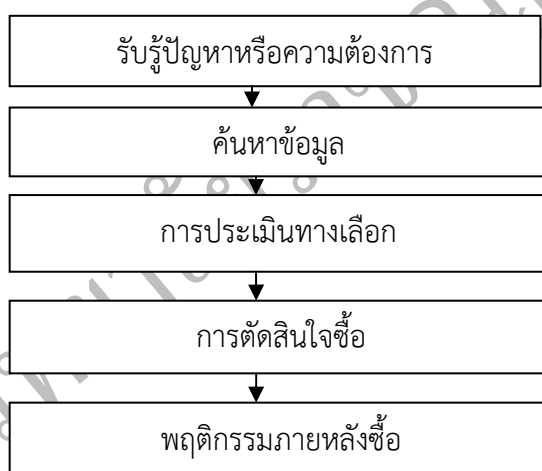 รับรู้ปัญหาหรือความต้องการ
ค้นหาข้อมูล
การประเมินทางเลือก
การตัดสินใจซื้อ
พฤติกรรมภายหลังซื้อ